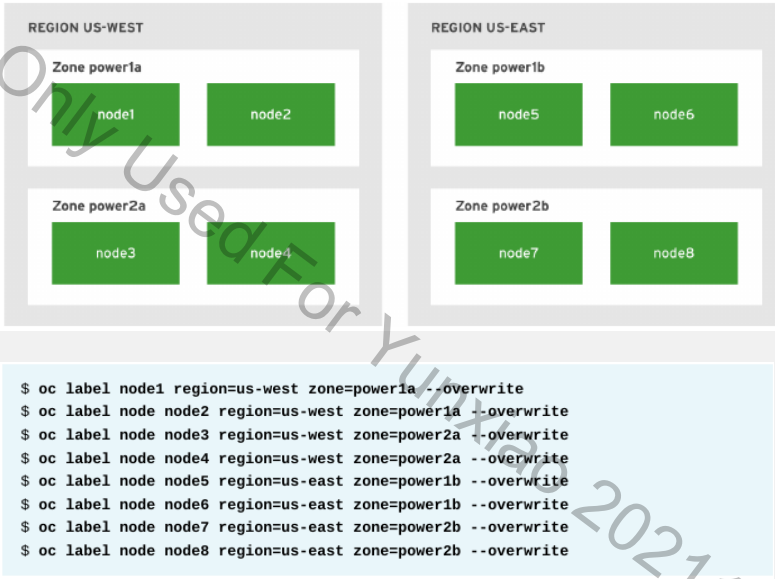 REGION US-WEST
Zone power1a
node1 node2
Zone power2a
node3 node4
REGION US-EAST
Zone power1b
node5 node6
Zone power2b
node7 node8
$ oc label node1 region=us-west zone=power1a --overwrite
$ oc label node node2 region=us-west zone=power1a --overwrite
$ oc label node node3 region=us-west zone=power2a --overwrite
$ oc label node node4 region=us-west zone=power2a --overwrite
$ oc label node node5 region=us-east zone=power1b --overwrite
$ oc label node node6 region=us-east zone=power1b --overwrite
$ oc label node node7 region=us-east zone=power2b --overwrite
$ oc label node node8 region=us-east zone=power2b --overwrite
Only Used For Yunxiao 2021